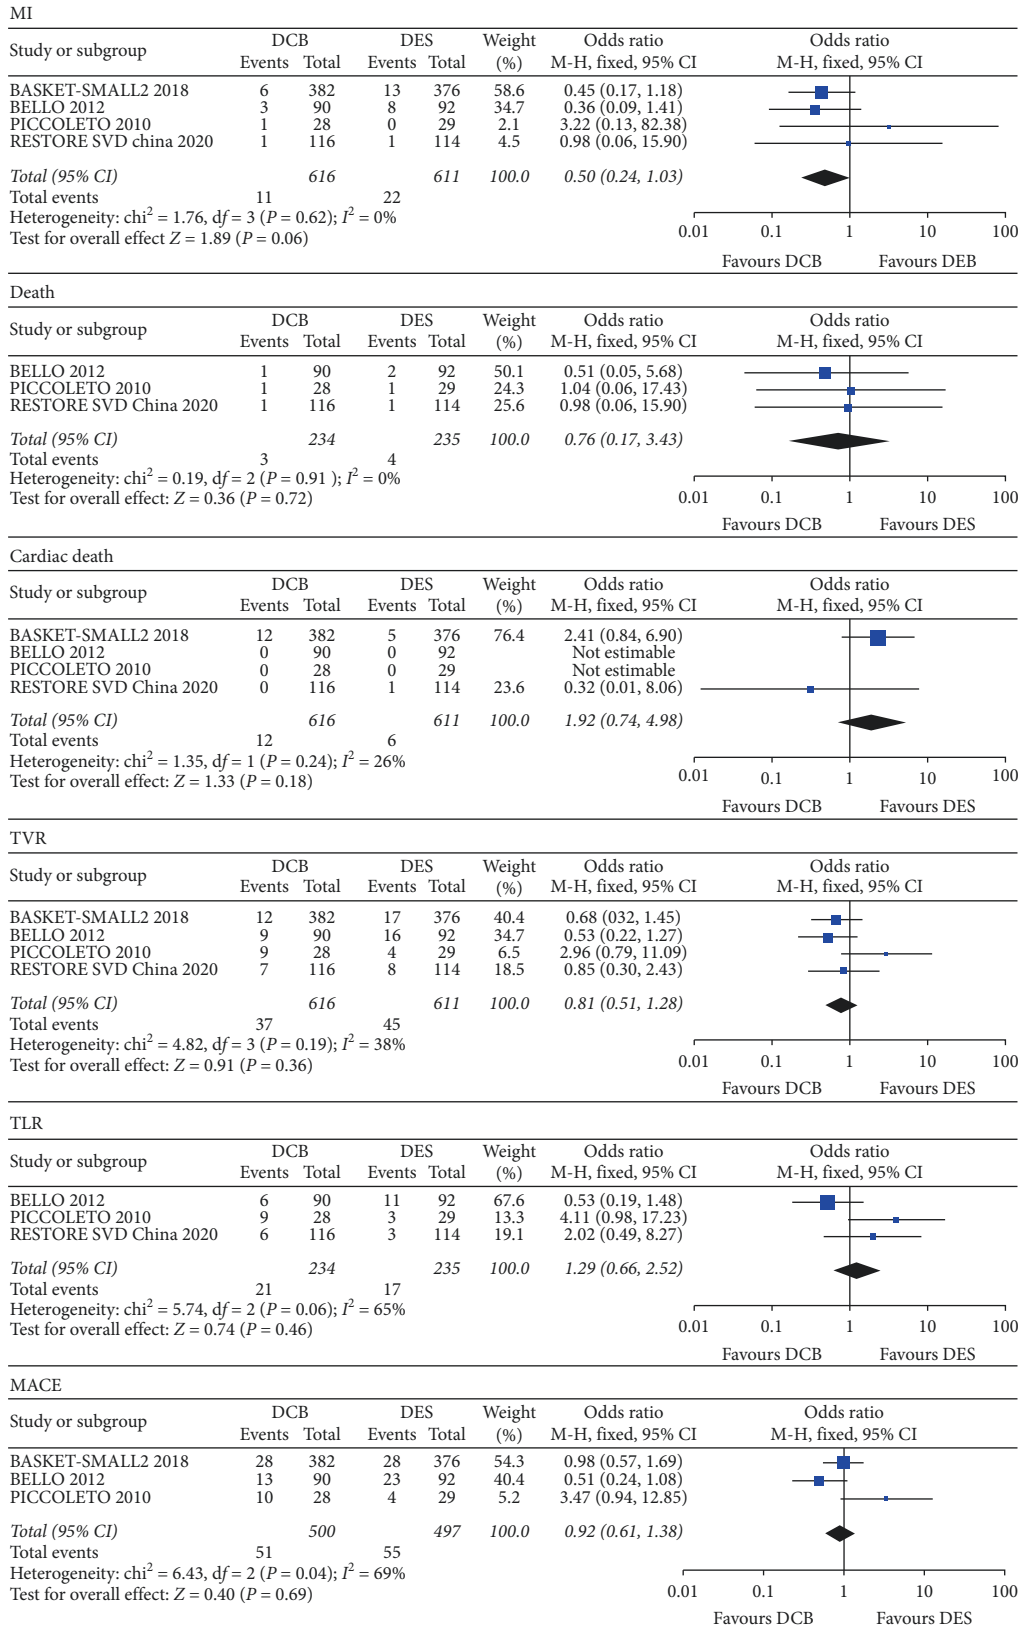 MI
Study or subgroup DCB DES Weight Odds ratio Odds ratio
Events Total Events Total (%) M-H, fixed, 95% CI M-H, fixed, 95% CI
BASKET-SMALL2 2018 6 382 13 376 58.6 0.45 (0.17, 1.18)
BELLO 2012 3 90 8 92 34.7 0.36 (0.09, 1.41)
PICCOLETO 2010 1 28 0 29 2.1 3.22 (0.13, 82.38)
RESTORE SVD china 2020 1 116 1 114 4.5 0.98 (0.06, 15.90)
Total (95% CI) 616 611 100.0 0.50 (0.24, 1.03)
Total events 11 22
Heterogeneity: chi² = 1.76, df = 3 (P = 0.62); I² = 0%
Test for overall effect Z = 1.89 (P = 0.06)
0.01 0.1 1 10 100
Favours DCB Favours DEB
Death
Study or subgroup DCB DES Weight Odds ratio Odds ratio
Events Total Events Total (%) M-H, fixed, 95% CI M-H, fixed, 95% CI
BELLO 2012 1 90 2 92 50.1 0.51 (0.05, 5.68)
PICCOLETO 2010 1 28 1 29 24.3 1.04 (0.06, 17.43)
RESTORE SVD China 2020 1 116 1 114 25.6 0.98 (0.06, 15.90)
Total (95% CI) 234 235 100.0 0.76 (0.17, 3.43)
Total events 3 4
Heterogeneity: chi² = 0.19, df = 2 (P = 0.91 ); I² = 0%
Test for overall effect: Z = 0.36 (P = 0.72)
0.01 0.1 1 10 100
Favours DCB Favours DES
Cardiac death
Study or subgroup DCB DES Weight Odds ratio Odds ratio
Events Total Events Total (%) M-H, fixed, 95% CI M-H, fixed, 95% CI
BASKET-SMALL2 2018 12 382 5 376 76.4 2.41 (0.84, 6.90)
BELLO 2012 0 90 0 92 Not estimable
PICCOLETO 2010 0 28 0 29 Not estimable
RESTORE SVD China 2020 0 116 1 114 23.6 0.32 (0.01, 8.06)
Total (95% CI) 616 611 100.0 1.92 (0.74, 4.98)
Total events 12 6
Heterogeneity: chi² = 1.35, df = 1 (P = 0.24); I² = 26%
Test for overall effect: Z = 1.33 (P = 0.18)
0.01 0.1 1 10 100
Favours DCB Favours DES
TVR
Study or subgroup DCB DES Weight Odds ratio Odds ratio
Events Total Events Total (%) M-H, fixed, 95% CI M-H, fixed, 95% CI
BASKET-SMALL2 2018 12 382 17 376 40.4 0.68 (032, 1.45)
BELLO 2012 9 90 16 92 34.7 0.53 (0.22, 1.27)
PICCOLETO 2010 9 28 4 29 6.5 2.96 (0.79, 11.09)
RESTORE SVD China 2020 7 116 8 114 18.5 0.85 (0.30, 2.43)
Total (95% CI) 616 611 100.0 0.81 (0.51, 1.28)
Total events 37 45
Heterogeneity: chi² = 4.82, df = 3 (P = 0.19); I² = 38%
Test for overall effect: Z = 0.91 (P = 0.36)
0.01 0.1 1 10 100
Favours DCB Favours DES
TLR
Study or subgroup DCB DES Weight Odds ratio Odds ratio
Events Total Events Total (%) M-H, fixed, 95% CI M-H, fixed, 95% CI
BELLO 2012 6 90 11 92 67.6 0.53 (0.19, 1.48)
PICCOLETO 2010 9 28 3 29 13.3 4.11 (0.98, 17.23)
RESTORE SVD China 2020 6 116 3 114 19.1 2.02 (0.49, 8.27)
Total (95% CI) 234 235 100.0 1.29 (0.66, 2.52)
Total events 21 17
Heterogeneity: chi² = 5.74, df = 2 (P = 0.06); I² = 65%
Test for overall effect: Z = 0.74 (P = 0.46)
0.01 0.1 1 10 100
Favours DCB Favours DES
MACE
Study or subgroup DCB DES Weight Odds ratio Odds ratio
Events Total Events Total (%) M-H, fixed, 95% CI M-H, fixed, 95% CI
BASKET-SMALL2 2018 28 382 28 376 54.3 0.98 (0.57, 1.69)
BELLO 2012 13 90 23 92 40.4 0.51 (0.24, 1.08)
PICCOLETO 2010 10 28 4 29 5.2 3.47 (0.94, 12.85)
Total (95% CI) 500 497 100.0 0.92 (0.61, 1.38)
Total events 51 55
Heterogeneity: chi² = 6.43, df = 2 (P = 0.04); I² = 69%
Test for overall effect: Z = 0.40 (P = 0.69)
0.01 0.1 1 10 100
Favours DCB Favours DES